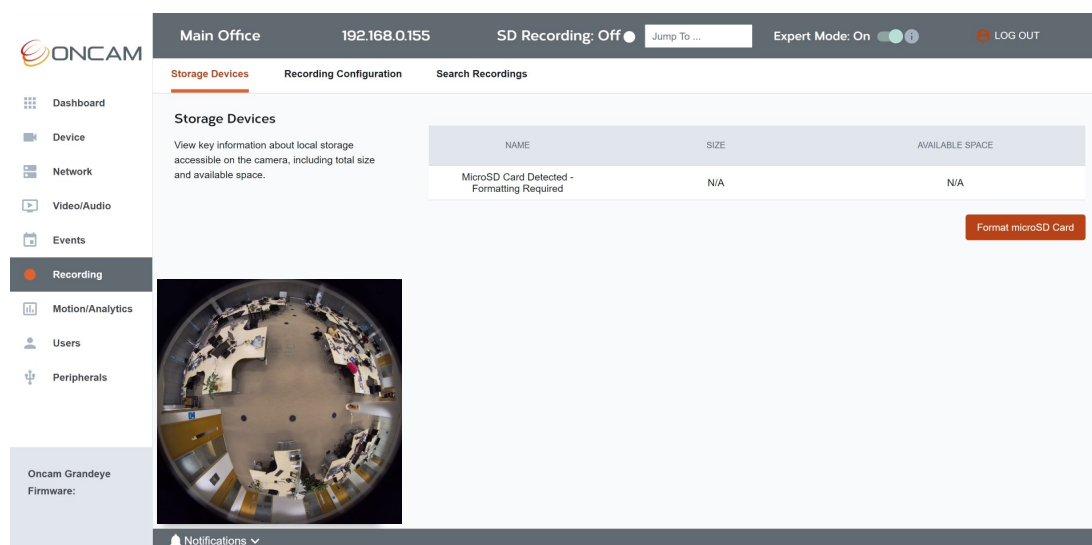 ONCAM
Main Office
192.168.0.155
SD Recording: Off
Jump To ...
Expert Mode: On
i
LOG OUT
Storage Devices
Recording Configuration
Search Recordings
Dashboard
Device
Network
Video/Audio
Events
Recording
Motion/Analytics
Users
Peripherals
Oncam Grandeye
Firmware:
Storage Devices
View key information about local storage
accessible on the camera, including total size
and available space.
NAME
SIZE
AVAILABLE SPACE
MicroSD Card Detected -
Formatting Required
N/A
N/A
Format microSD Card
Notifications